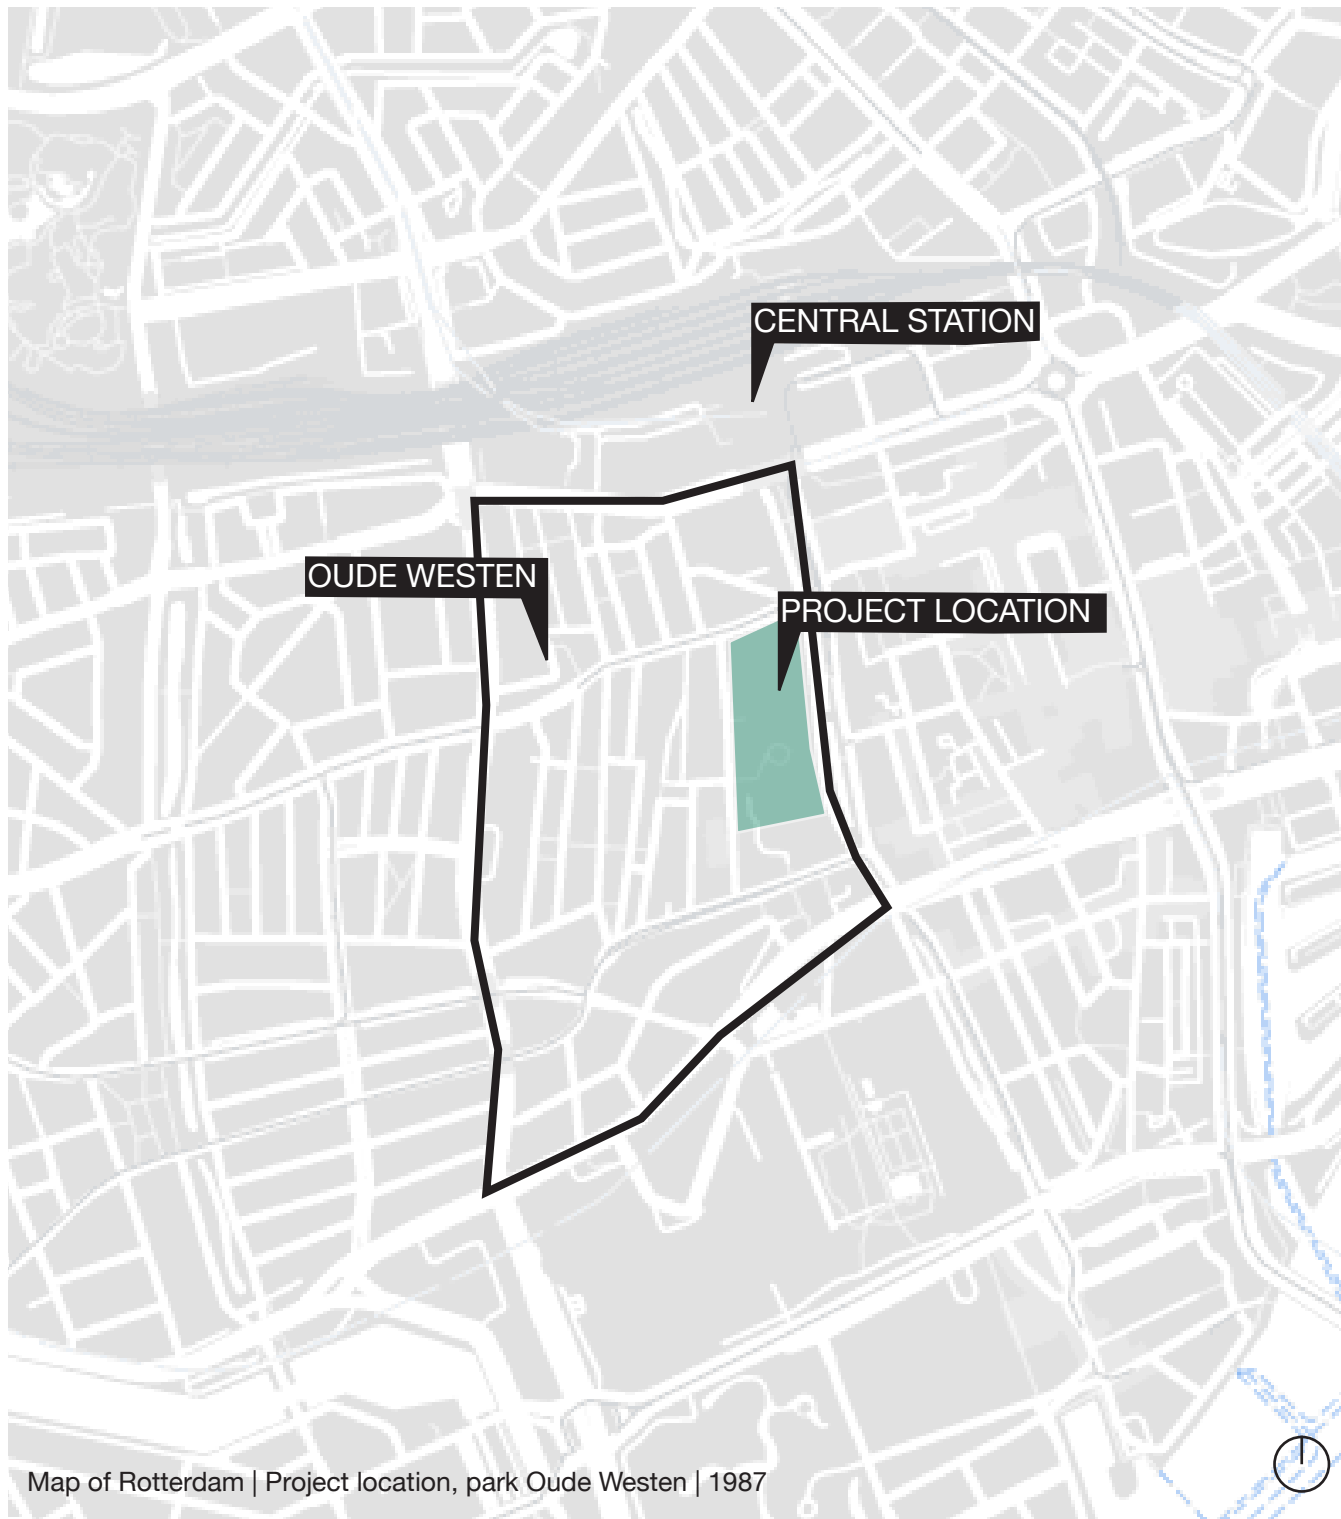 CENTRAL STATION
OUDE WESTEN
PROJECT LOCATION
Map of Rotterdam | Project location, park Oude Westen | 1987